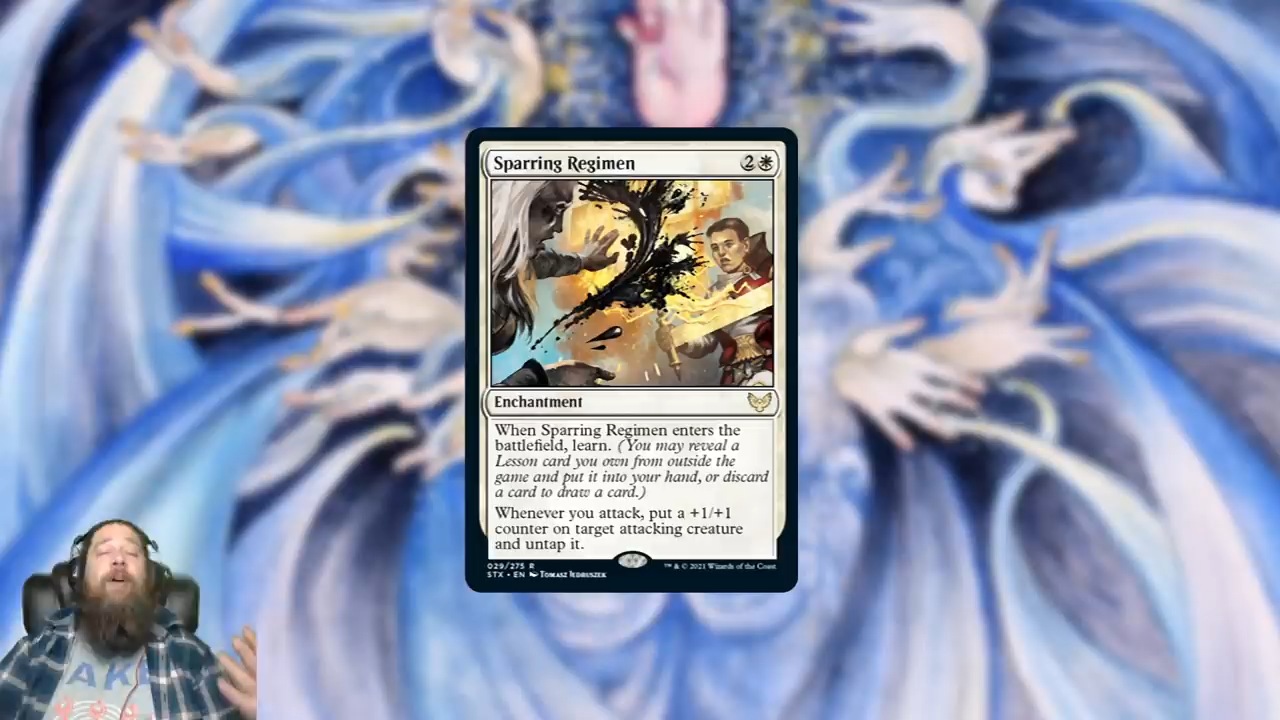 Sparring Regimen
2
Enchantment
When Sparring Regimen enters the
battlefield, learn. (You may reveal a
Lesson card you own from outside the
game and put it into your hand, or discard
a card to draw a card.)
Whenever you attack, put a +1/+1
counter on target attacking creature
and untap it.
029/275 R
STX • EN Tomasz Jedruszek
™ & © 2021 Wizards of the Coast
AK